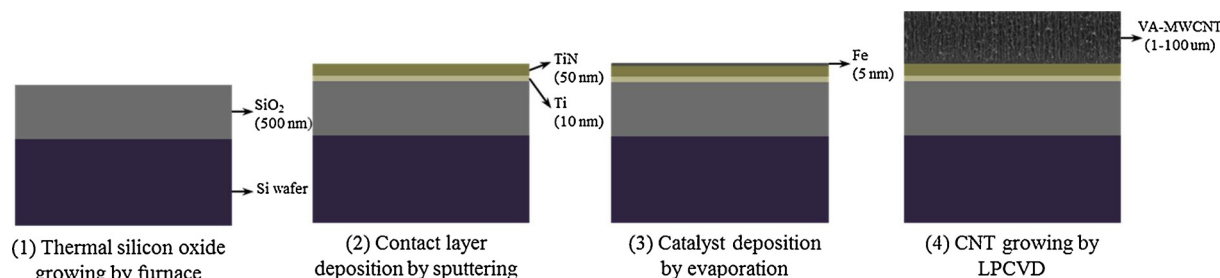 SiO2
(500 nm)
Si wafer
(1) Thermal silicon oxide
growing by furnace
TiN
(50 nm)
Ti
(10 nm)
(2) Contact layer
deposition by sputtering
Fe
(5 nm)
(3) Catalyst deposition
by evaporation
VA-MWCNT
(1-100um)
(4) CNT growing by
LPCVD